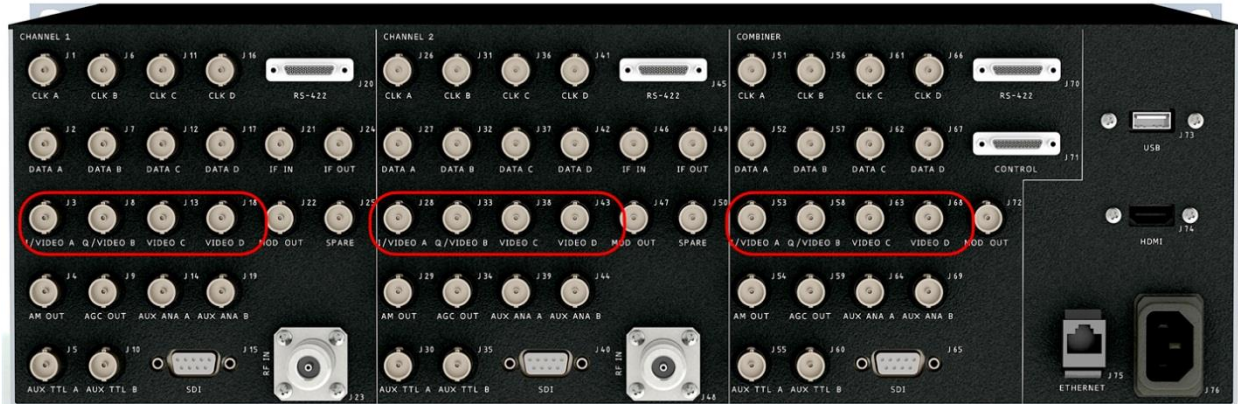 CHANNEL 1
CHANNEL 2
COMBINER
J1 J6 J11 J16 J20
CLK A CLK B CLK C CLK D RS-422
J26 J31 J36 J41 J45
CLK A CLK B CLK C CLK D RS-422
J51 J56 J61 J66 J70
CLK A CLK B CLK C CLK D RS-422
J2 J7 J12 J17 J21 J24
DATA A DATA B DATA C DATA D IF IN IF OUT
J27 J32 J37 J42 J46 J49
DATA A DATA B DATA C DATA D IF IN IF OUT
J52 J57 J62 J67 J71
DATA A DATA B DATA C DATA D CONTROL
J73
USB
J3 J8 J13 J18 J22 J25
I/VIDEO A Q/VIDEO B VIDEO C VIDEO D MOD OUT SPARE
J28 J33 J38 J43 J47 J50
I/VIDEO A Q/VIDEO B VIDEO C VIDEO D MOD OUT SPARE
J53 J58 J63 J68 J72
I/VIDEO A Q/VIDEO B VIDEO C VIDEO D MOD OUT
J74
HDMI
J4 J9 J14 J19
AM OUT AGC OUT AUX ANA A AUX ANA B
J29 J34 J39 J44
AM OUT AGC OUT AUX ANA A AUX ANA B
J54 J59 J64 J69
AM OUT AGC OUT AUX ANA A AUX ANA B
J5 J10 J15 RF IN J23
AUX TTL A AUX TTL B SDI
J30 J35 J40 RF IN J48
AUX TTL A AUX TTL B SDI
J55 J60 J65
AUX TTL A AUX TTL B SDI
J75 J76
ETHERNET